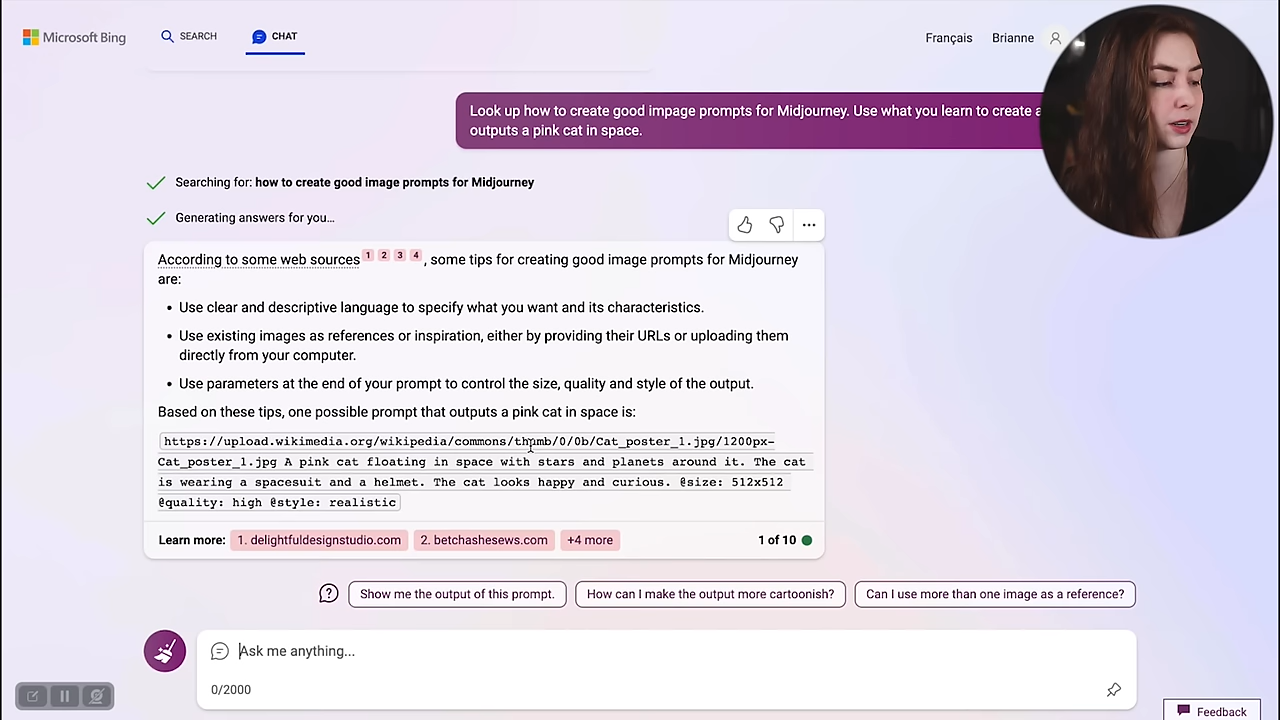 Microsoft Bing
SEARCH
CHAT
Français
Brianne
Look up how to create good impage prompts for Midjourney. Use what you learn to create a
outputs a pink cat in space.
Searching for: how to create good image prompts for Midjourney
Generating answers for you...
According to some web sources 1 2 3 4 , some tips for creating good image prompts for Midjourney
are:
• Use clear and descriptive language to specify what you want and its characteristics.
• Use existing images as references or inspiration, either by providing their URLs or uploading them
directly from your computer.
• Use parameters at the end of your prompt to control the size, quality and style of the output.
Based on these tips, one possible prompt that outputs a pink cat in space is:
https://upload.wikimedia.org/wikipedia/commons/thumb/0/0b/Cat_poster_1.jpg/1200px-
Cat_poster_1.jpg A pink cat floating in space with stars and planets around it. The cat
is wearing a spacesuit and a helmet. The cat looks happy and curious. @size: 512x512
@quality: high @style: realistic
Learn more: 1. delightfuldesignstudio.com 2. betchashesews.com +4 more 1 of 10
Show me the output of this prompt. How can I make the output more cartoonish? Can I use more than one image as a reference?
Ask me anything...
0/2000
Feedback